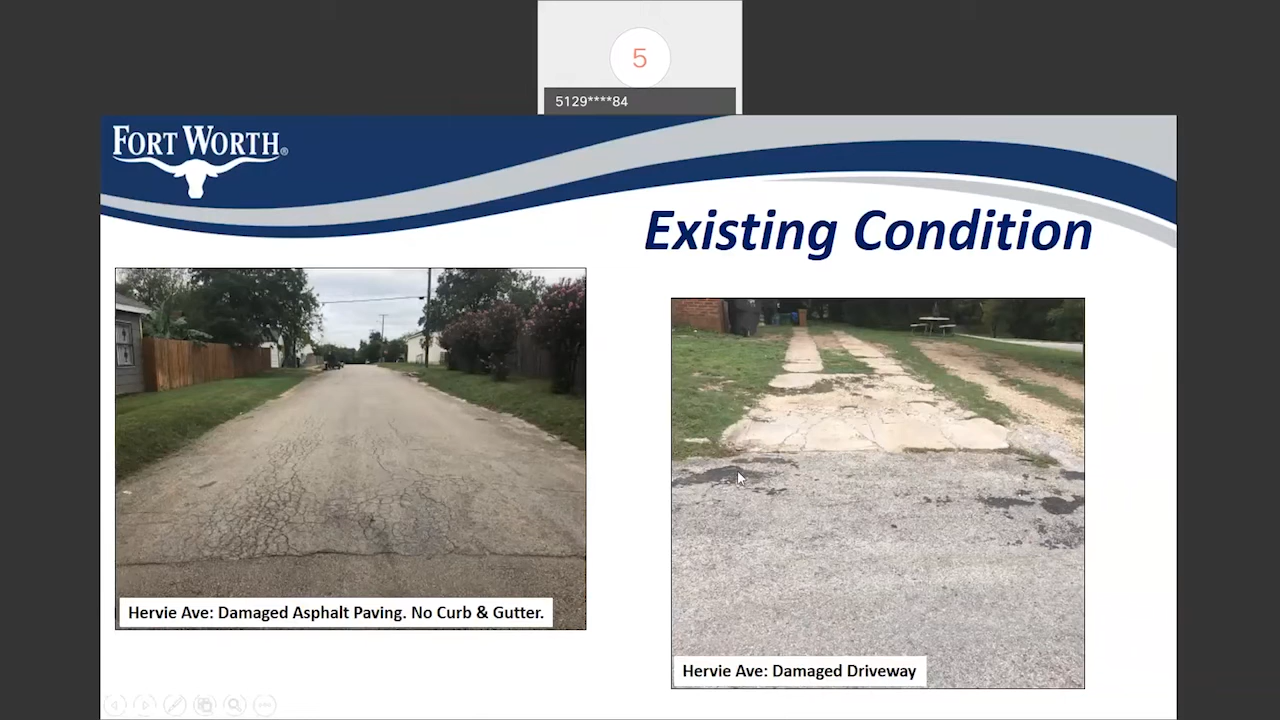 5
5129****84
FORT WORTH®
Existing Condition
Hervie Ave: Damaged Asphalt Paving. No Curb & Gutter.
Hervie Ave: Damaged Driveway